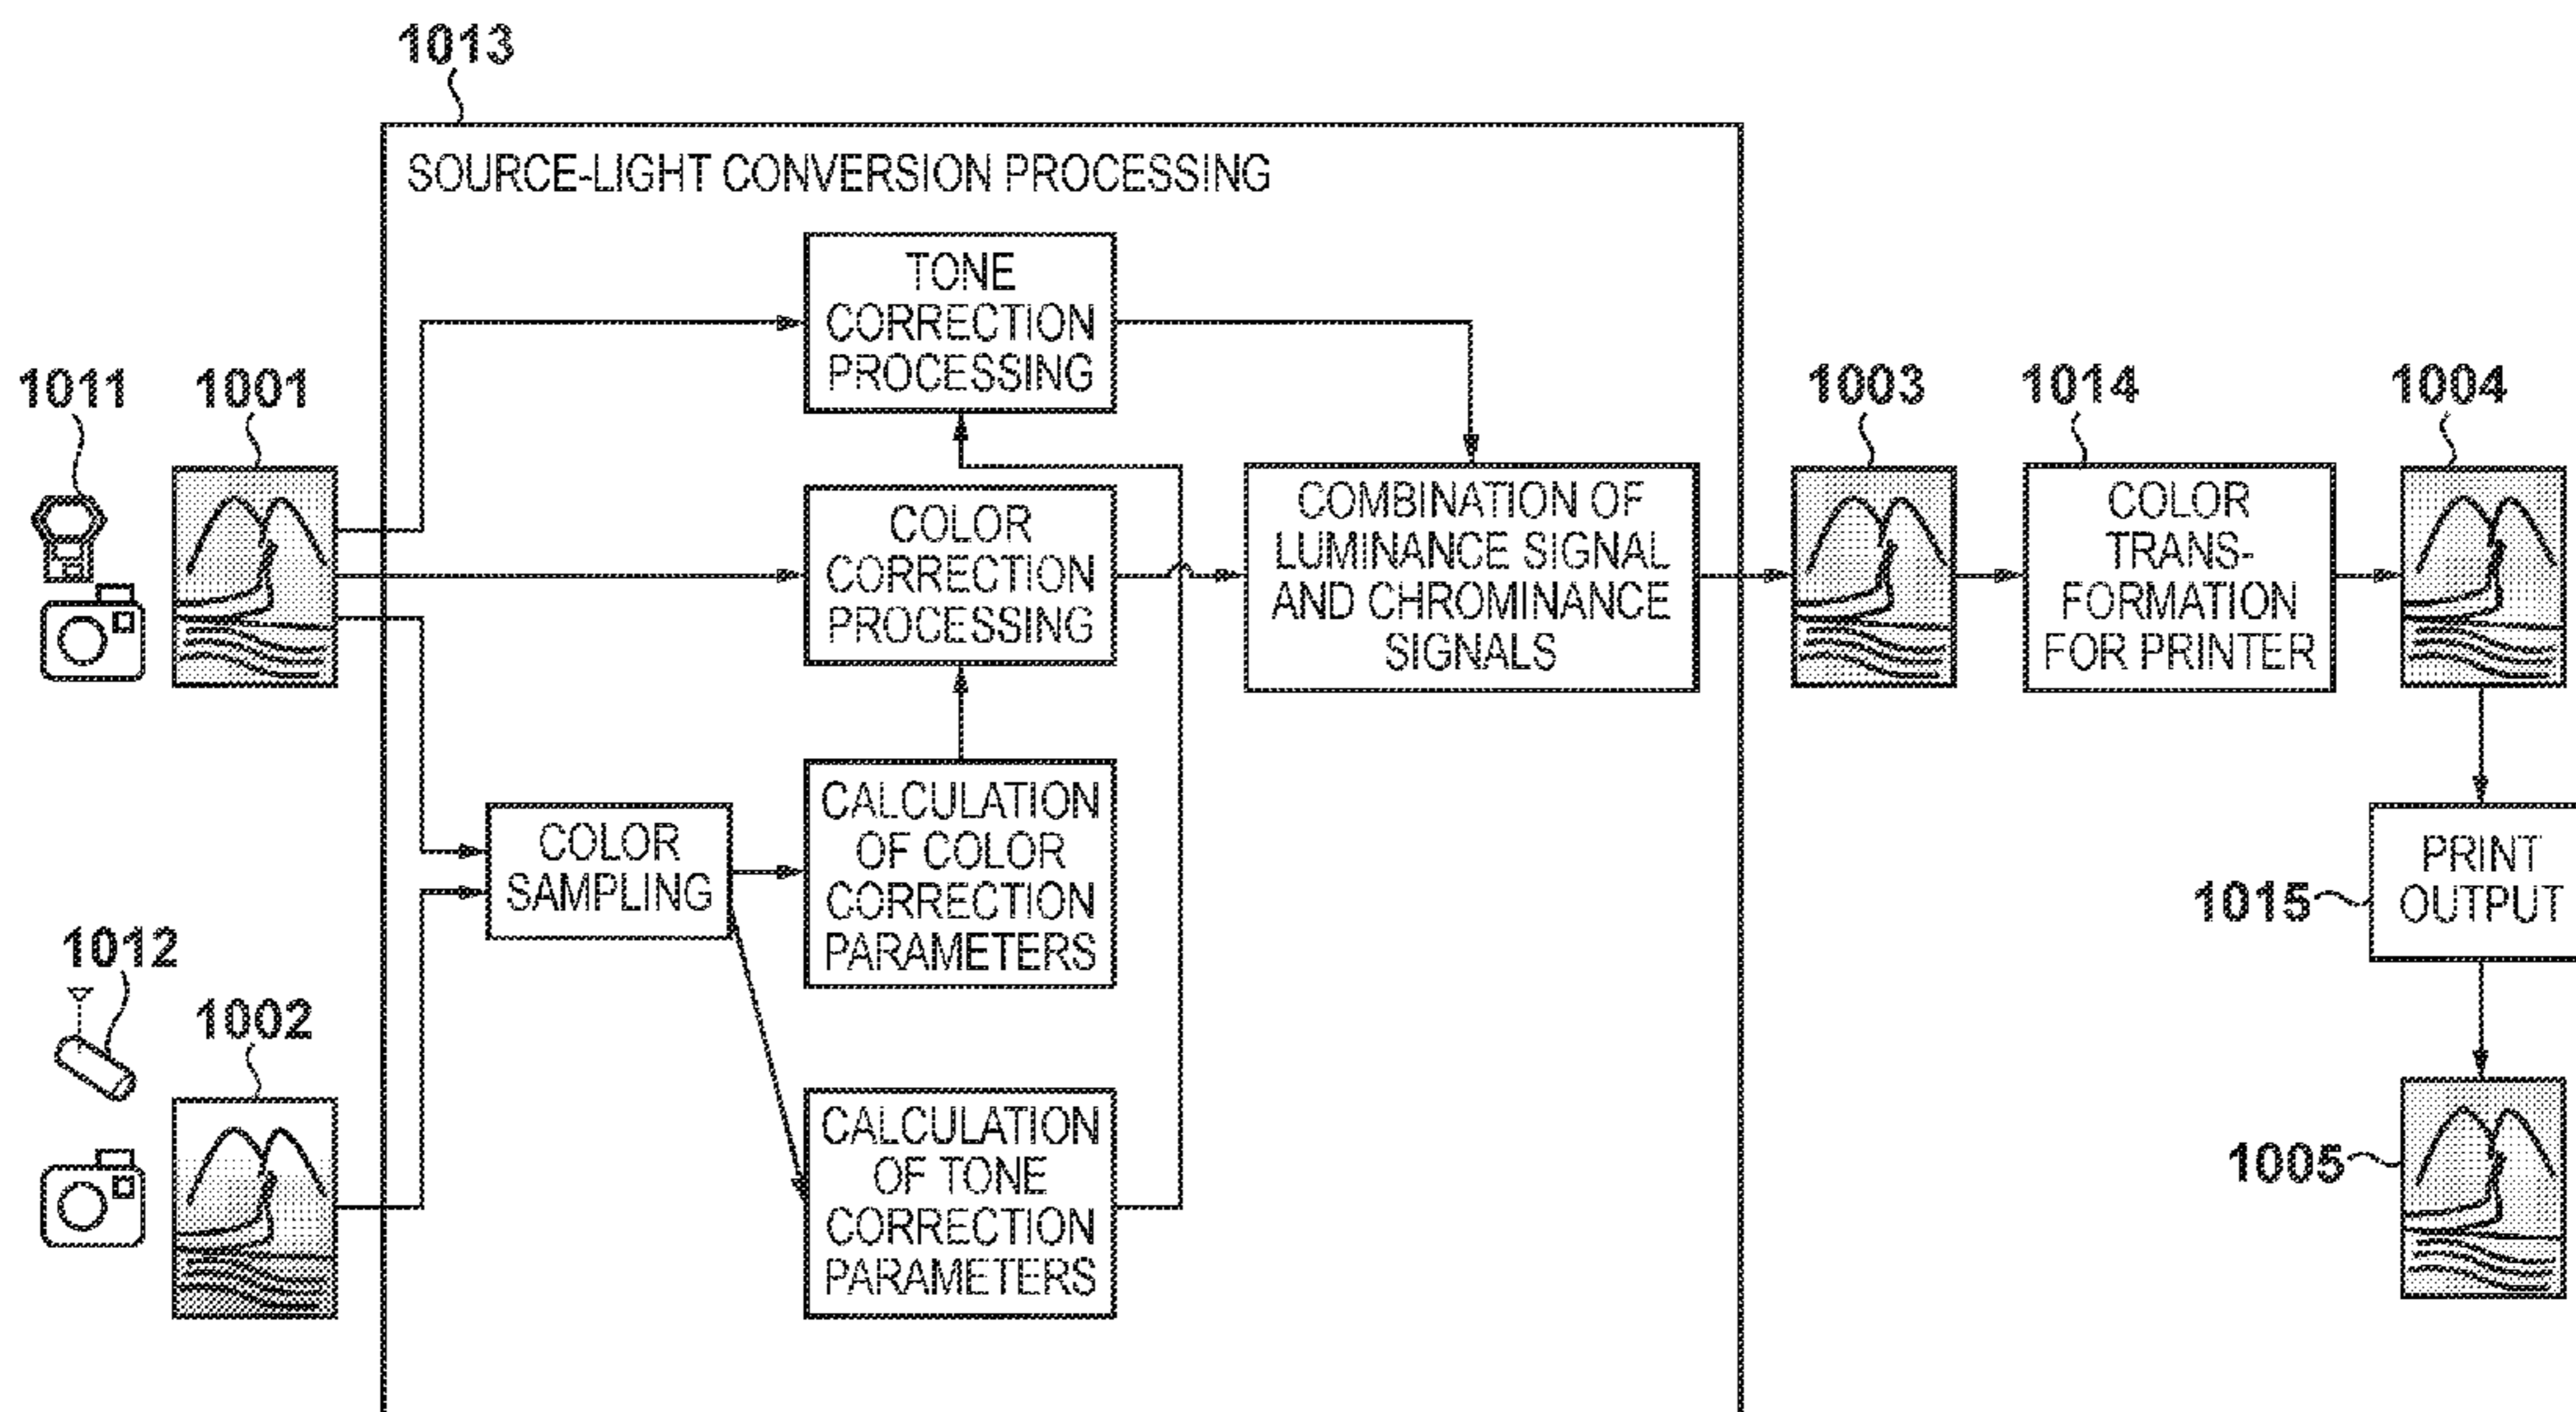 1013
SOURCE-LIGHT CONVERSION PROCESSING
TONE
CORRECTION
PROCESSING
1011
1001
1003
1014
1004
COLOR
CORRECTION
PROCESSING
COMBINATION OF
LUMINANCE SIGNAL
AND CHROMINANCE
SIGNALS
COLOR
TRANS-
FORMATION
FOR PRINTER
COLOR
SAMPLING
CALCULATION
OF COLOR
CORRECTION
PARAMETERS
PRINT
OUTPUT
1015
1012
1002
CALCULATION
OF TONE
CORRECTION
PARAMETERS
1005